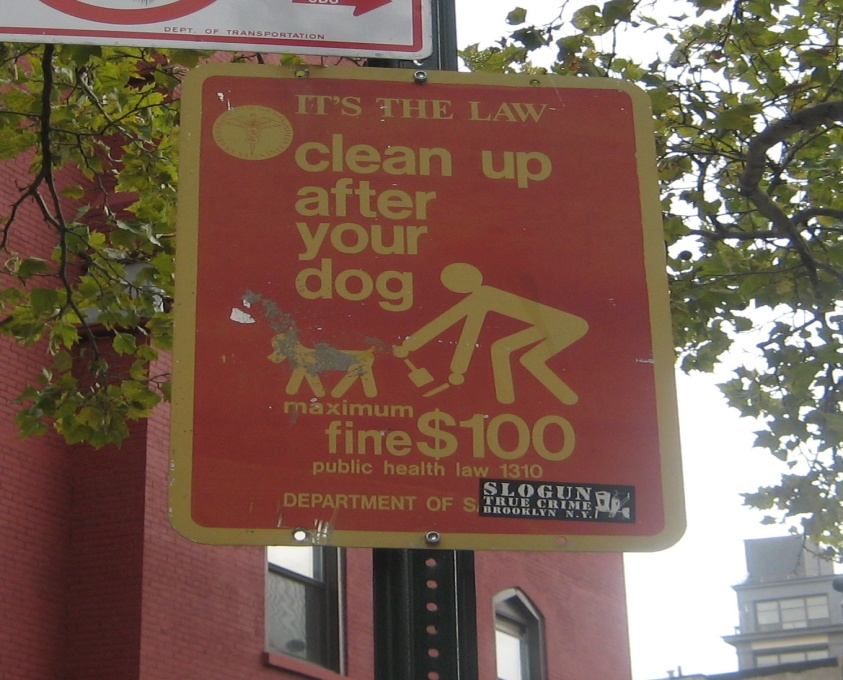 DEPT. OF TRANSPORTATION
IT'S THE LAW
clean up
after
your
dog
maximum
fine $100
public health law 1310
DEPARTMENT OF
SLOGUN
TRUE CRIME
BROOKLYN N.Y.